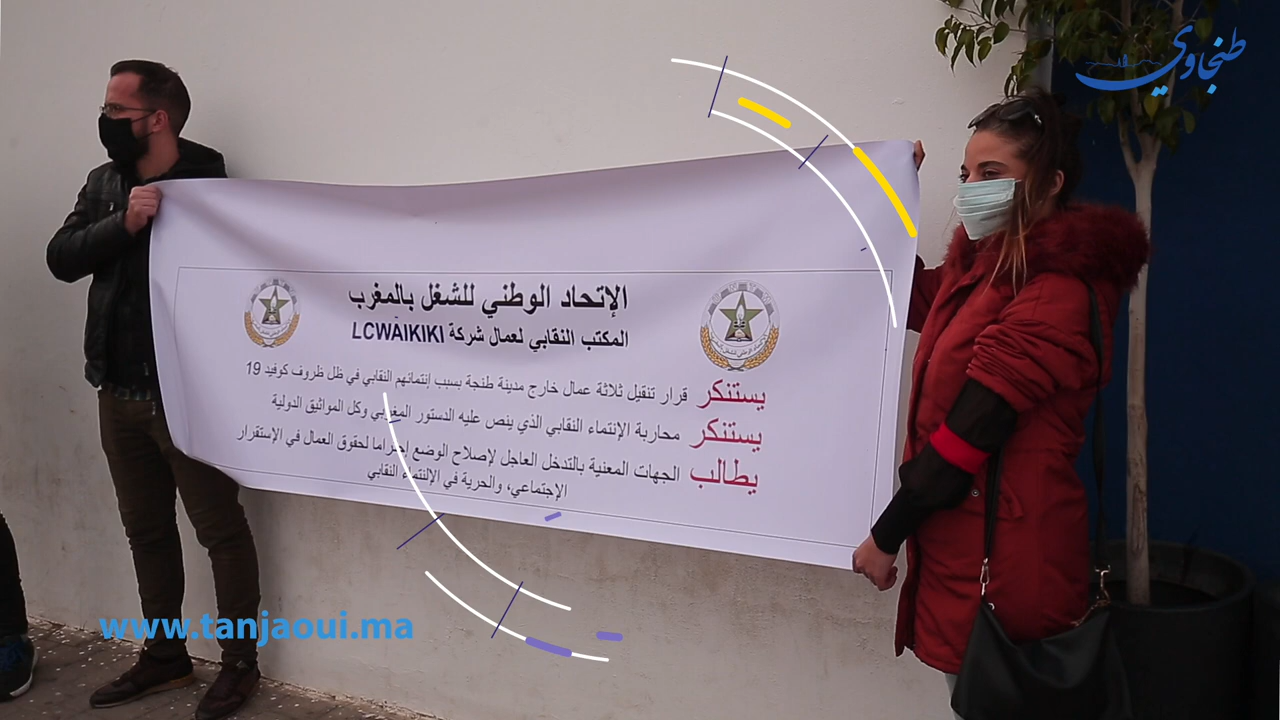 طنجاوي
الإتحاد الوطني للشغل بالمغرب
المكتب النقابي لعمال شركة LCWAIKIKI
يستنكر قرار تنقيل ثلاثة عمال خارج مدينة طنجة بسبب إنتمائهم النقابي في ظل ظروف كوفيد 19
يستنكر محاربة الإنتماء النقابي الذي ينص عليه الدستور المغربي وكل المواثيق الدولية
يطالب الجهات المعنية بالتدخل العاجل لإصلاح الوضع إحتراما لحقوق العمال في الإستقرار
الإجتماعي، والحرية في الإنتماء النقابي
www.tanjaoui.ma